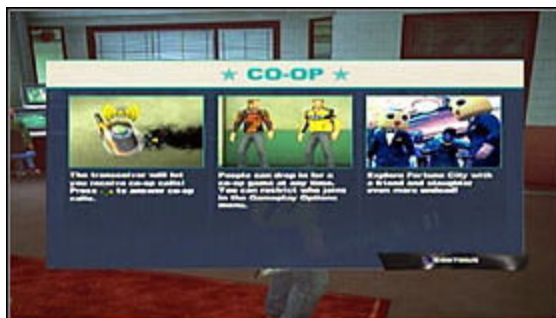 ★ CO-OP ★
The transceiver will let
you receive co-op calls!
Press to answer co-op
calls.
People can drop in for a
co-op game at any time.
You can restrict who joins
in the Gameplay Options
menu.
Explore Fortune City with
a friend and slaughter
even more undead!
CONTINUE